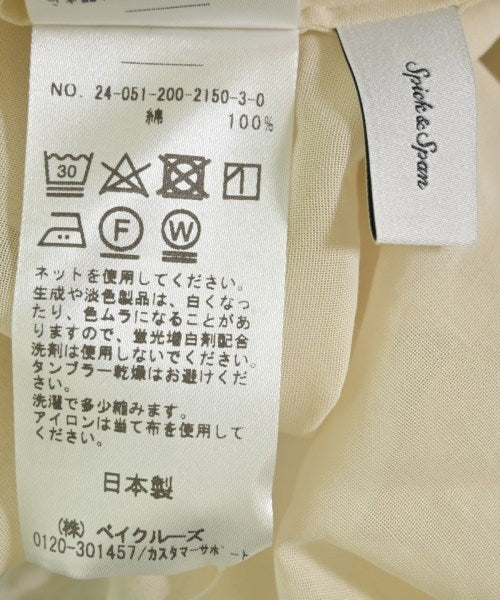 NO. 24-051-200-2150-3-0
綿 100%
30
F
W
ネットを使用してください。
生成や淡色製品は、白くなっ
たり、色ムラになることがあ
りますので、蛍光増白剤配合
洗剤は使用しないでください。
タンブラー乾燥はお避けくだ
さい。
洗濯で多少縮みます。
アイロンは当て布を使用して
ください。
日本製
(株) ベイクルーズ
0120-301457/カスタマーサポート
Spick & Span